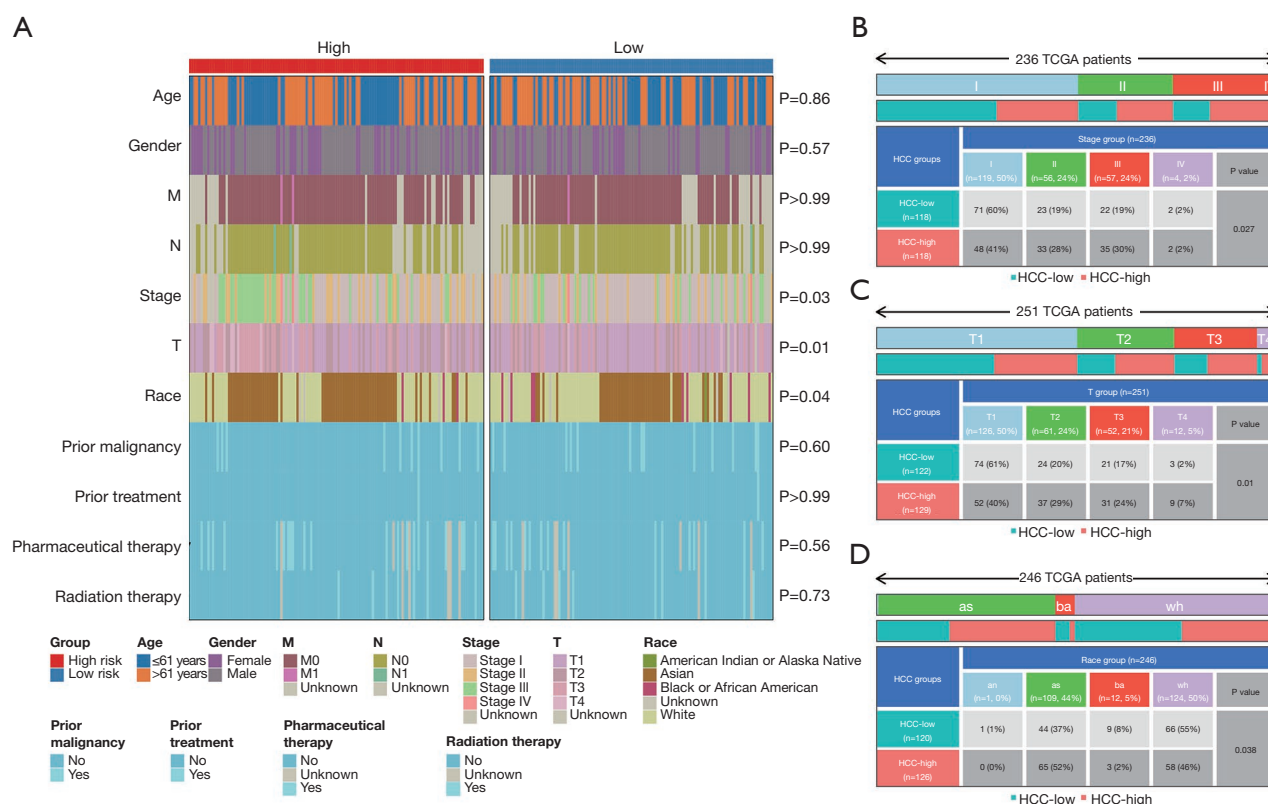 A
High
Low
Age
P=0.86
Gender
P=0.57
M
P>0.99
N
P>0.99
Stage
P=0.03
T
P=0.01
Race
P=0.04
Prior malignancy
P=0.60
Prior treatment
P>0.99
Pharmaceutical therapy
P=0.56
Radiation therapy
P=0.73
Group
High risk
Low risk
Age
≤61 years
>61 years
Gender
Female
Male
M
M0
M1
Unknown
N
N0
N1
Unknown
Stage
Stage I
Stage II
Stage III
Stage IV
Unknown
T
T1
T2
T3
T4
Unknown
Race
American Indian or Alaska Native
Asian
Black or African American
Unknown
White
Prior
malignancy
No
Yes
Prior
treatment
No
Yes
Pharmaceutical
therapy
No
Unknown
Yes
Radiation therapy
No
Unknown
Yes
B
236 TCGA patients
I II III
HCC groups
Stage group (n=236)
I II III IV P value
(n=119, 50%) (n=56, 24%) (n=57, 24%) (n=4, 2%)
HCC-low
(n=118)
71 (60%) 23 (19%) 22 (19%) 2 (2%)
0.027
HCC-high
(n=116)
48 (41%) 33 (28%) 35 (30%) 2 (2%)
HCC-low HCC-high
C
251 TCGA patients
T1 T2 T3 T4
HCC groups
T group (n=251)
T1 T2 T3 T4 P value
(n=126, 50%) (n=61, 24%) (n=52, 21%) (n=12, 5%)
HCC-low
(n=122)
74 (61%) 24 (20%) 21 (17%) 3 (2%)
0.01
HCC-high
(n=129)
52 (40%) 37 (29%) 31 (24%) 9 (7%)
HCC-low HCC-high
D
246 TCGA patients
as ba wh
HCC groups
Race group (n=246)
an as ba wh P value
(n=1, 0%) (n=109, 44%) (n=12, 5%) (n=124, 50%)
HCC-low
(n=120)
1 (1%) 44 (37%) 9 (8%) 66 (55%)
0.038
HCC-high
(n=126)
0 (0%) 65 (52%) 3 (2%) 58 (46%)
HCC-low HCC-high